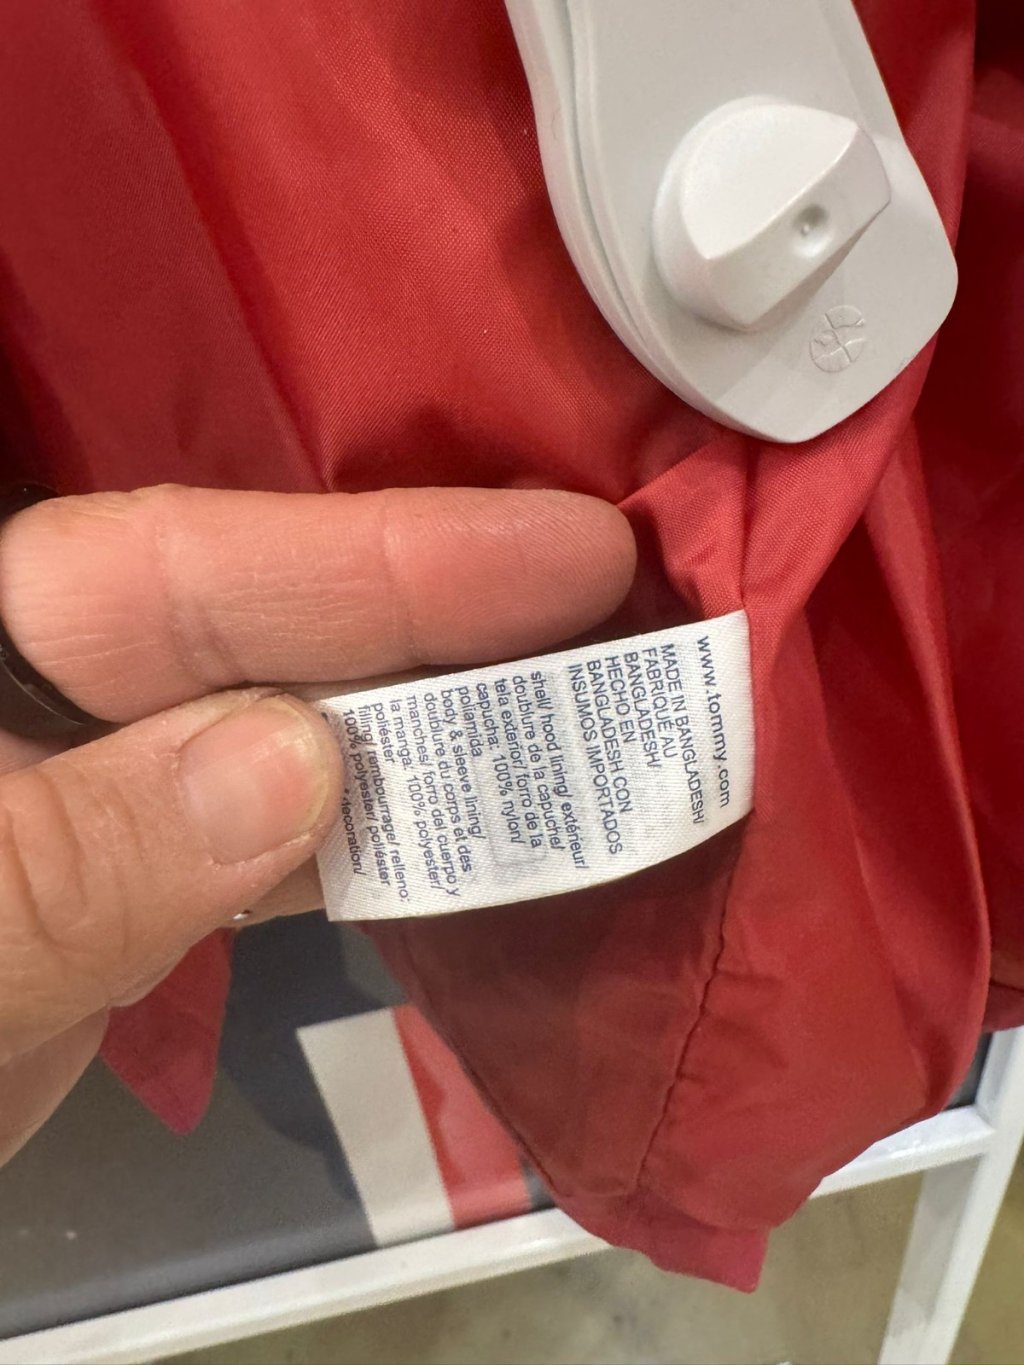 www.tommy.com
MADE IN BANGLADESH/
FABRIQUÉ AU
BANGLADESH/
HECHO EN
BANGLADESH CON
INSUMOS IMPORTADOS
shell/ hood lining/ extérieur/
doublure de la capuche/
tela exterior/ forro de la
capucha: 100% nylon/
poliamida
body & sleeve lining/
doublure du corps et des
manches/ forro del cuerpo y
la manga: 100% polyester/
poliéster
filling/ rembourrage/ relleno:
100% polyester/ poliéster
decoration/